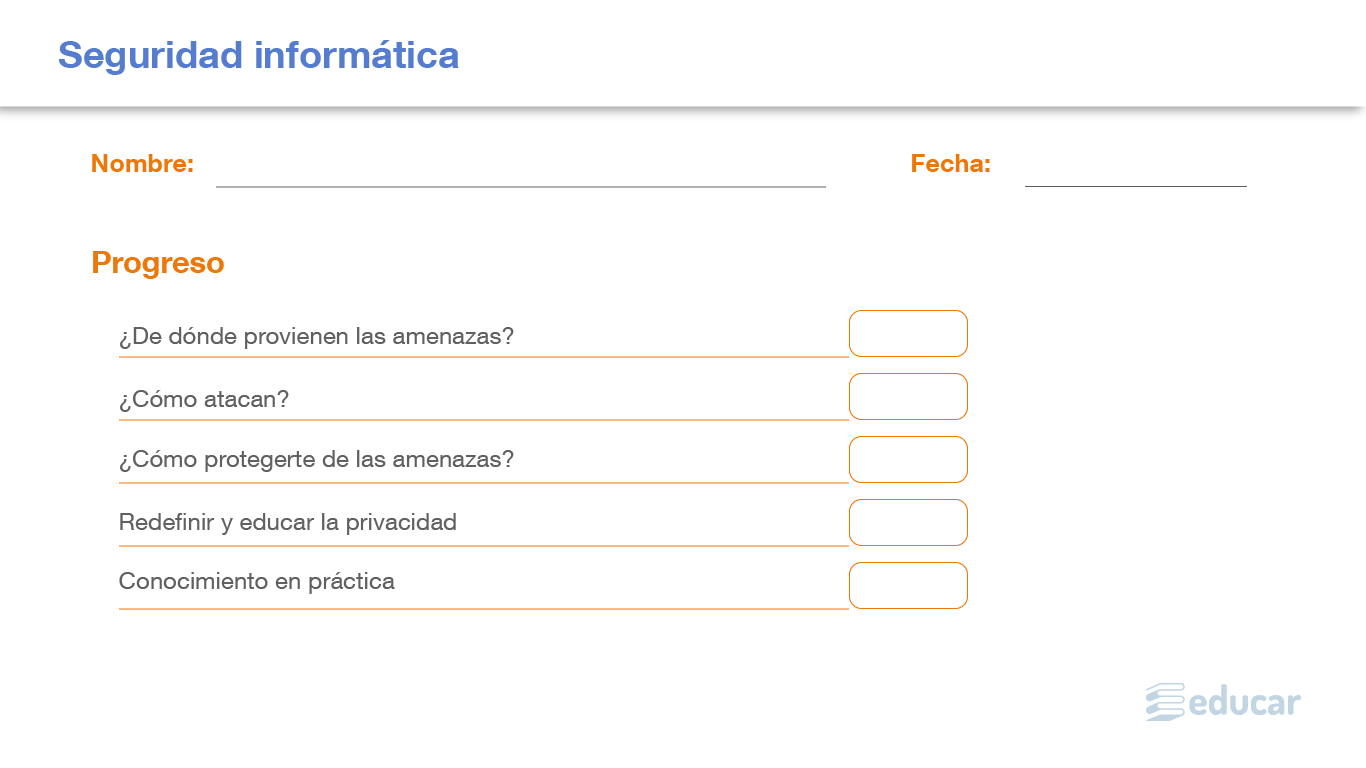 Seguridad informática
Nombre: Fecha:
Progreso
¿De dónde provienen las amenazas?
¿Cómo atacan?
¿Cómo protegerte de las amenazas?
Redefinir y educar la privacidad
Conocimiento en práctica
educar